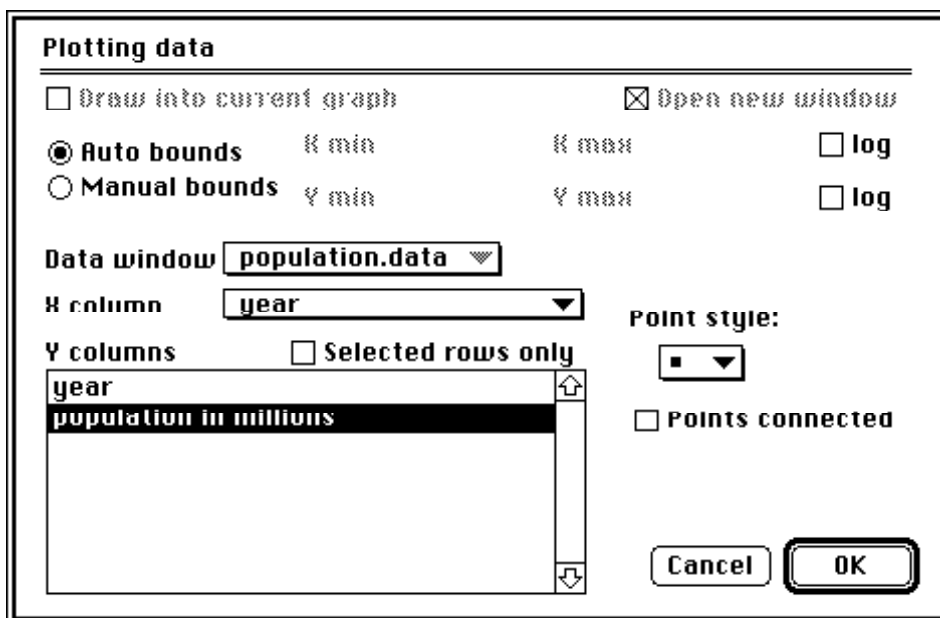 Plotting data
Draw into current graph Open new window
Auto bounds X min X max log
Manual bounds Y min Y max log
Data window population.data
X column year
Point style:
Y columns Selected rows only
year
population in millions
Points connected
Cancel OK